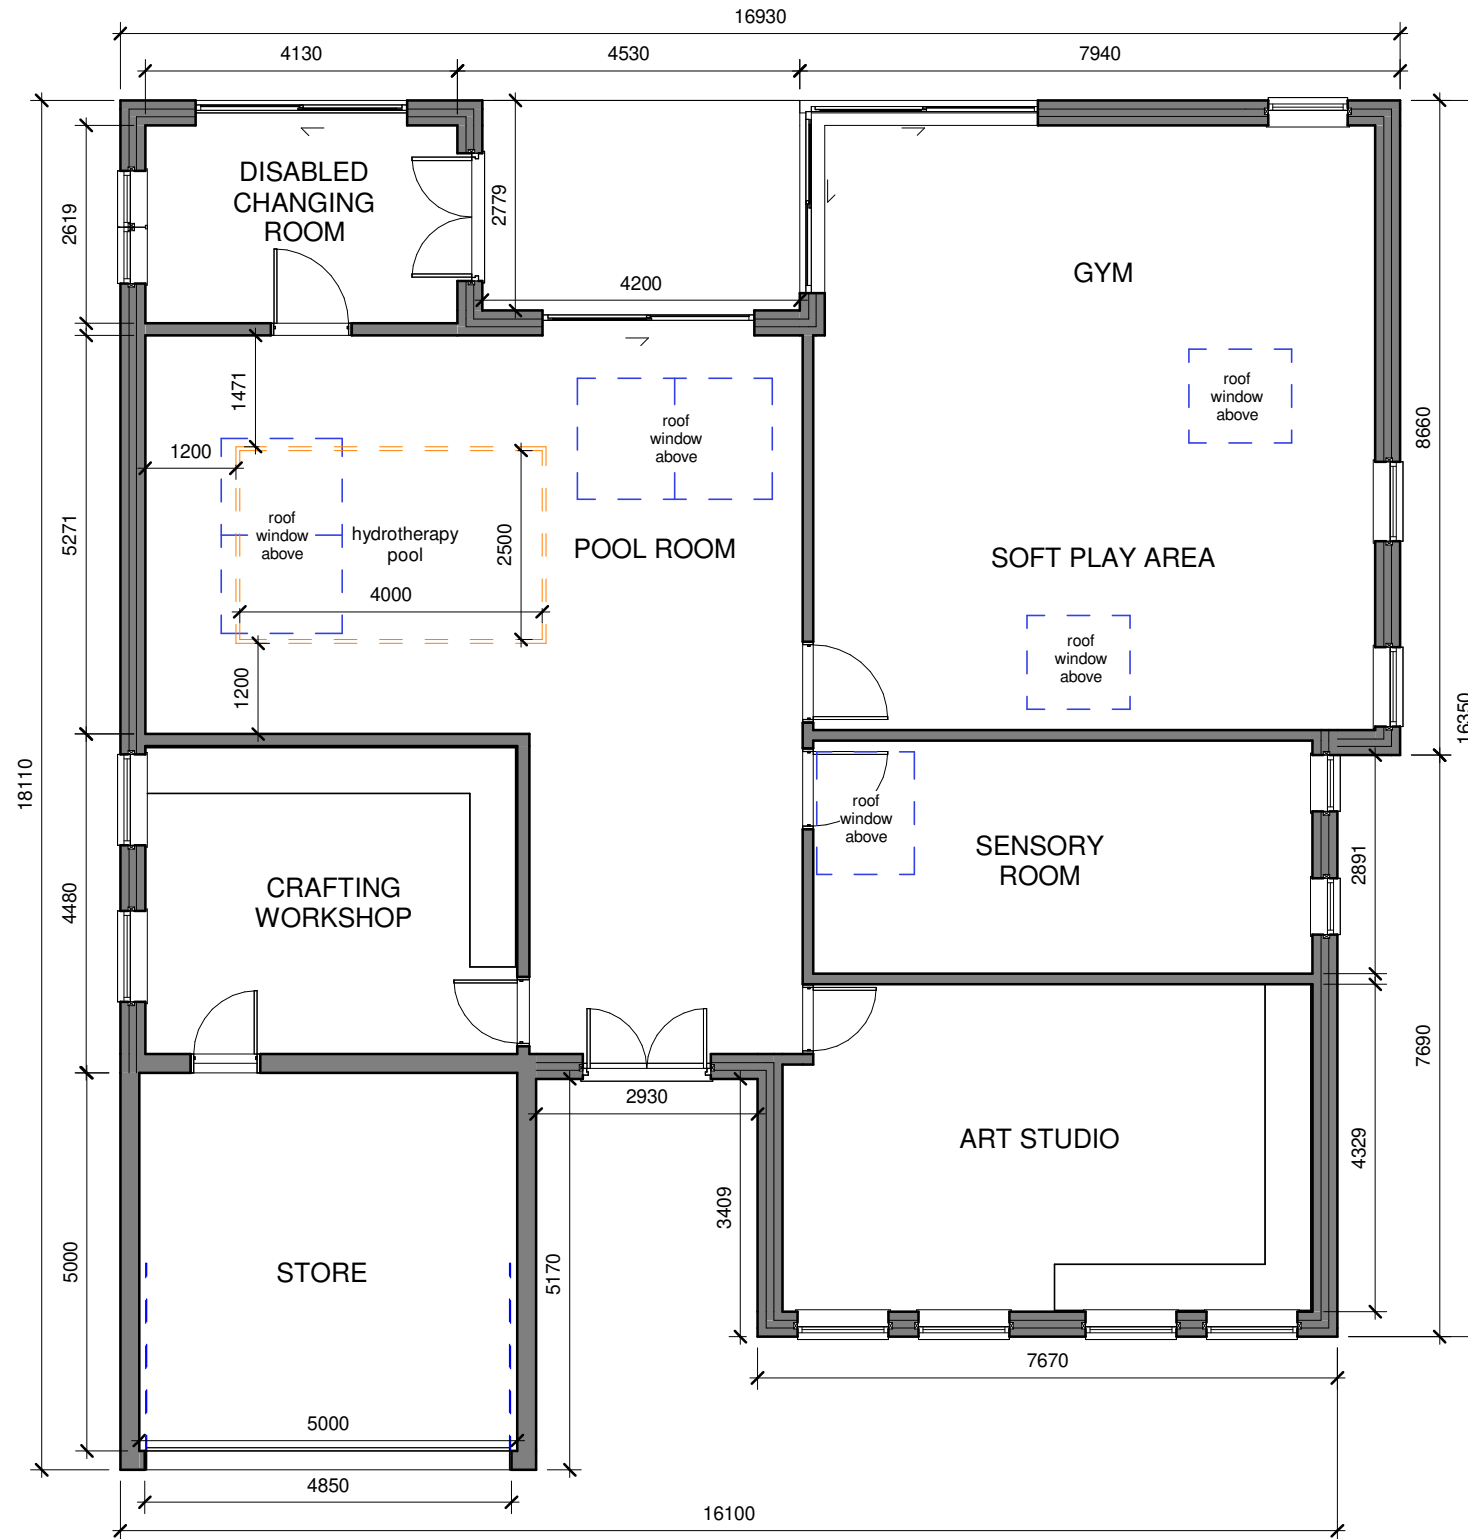 16930
4130
4530
7940
DISABLED
CHANGING
ROOM
2619
2779
4200
GYM
1471
1200
roof
window
above
roof
window
above
8660
5271
roof
window
above
hydrotherapy
pool
2500
POOL ROOM
SOFT PLAY AREA
4000
1200
roof
window
above
16350
18110
roof
window
above
SENSORY
ROOM
2891
4480
CRAFTING
WORKSHOP
7690
2930
ART STUDIO
4329
3409
5000
STORE
5170
7670
5000
4850
16100